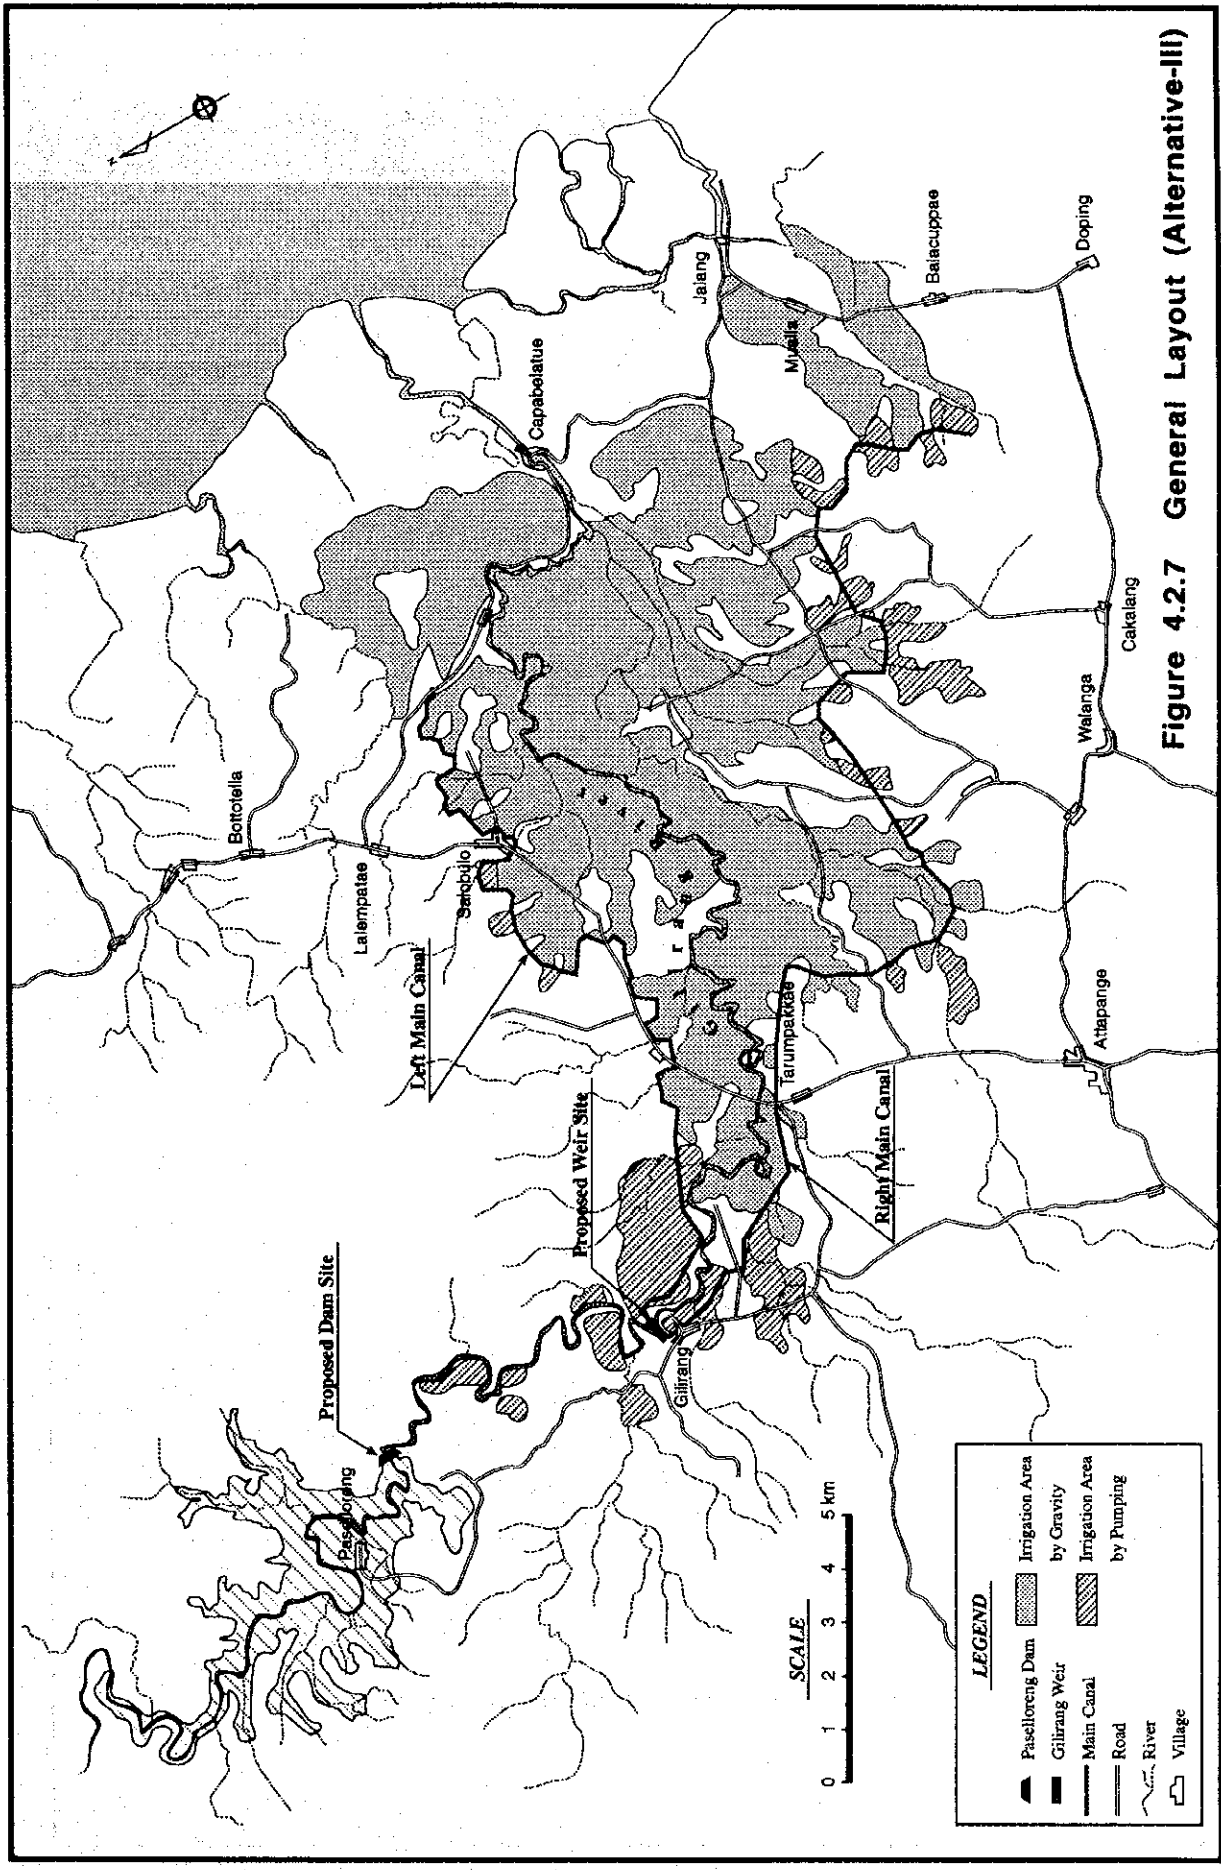 Figure 4.2.7 General Layout (Alternative-III)
Proposed Dam Site
Paselloreng
Proposed Weir Site
Gilirang
Left Main Canal
Right Main Canal
Bottotella
Lalempatae
Salobulo
Capabelatue
Jalang
Mualla
Balacuppae
Doping
Cakalang
Walanga
Attapange
Tarumpakkae
SCALE
0 1 2 3 4 5 km
LEGEND
Paselloreng Dam
Gilirang Weir
Main Canal
Road
River
Village
Irrigation Area
by Gravity
Irrigation Area
by Pumping